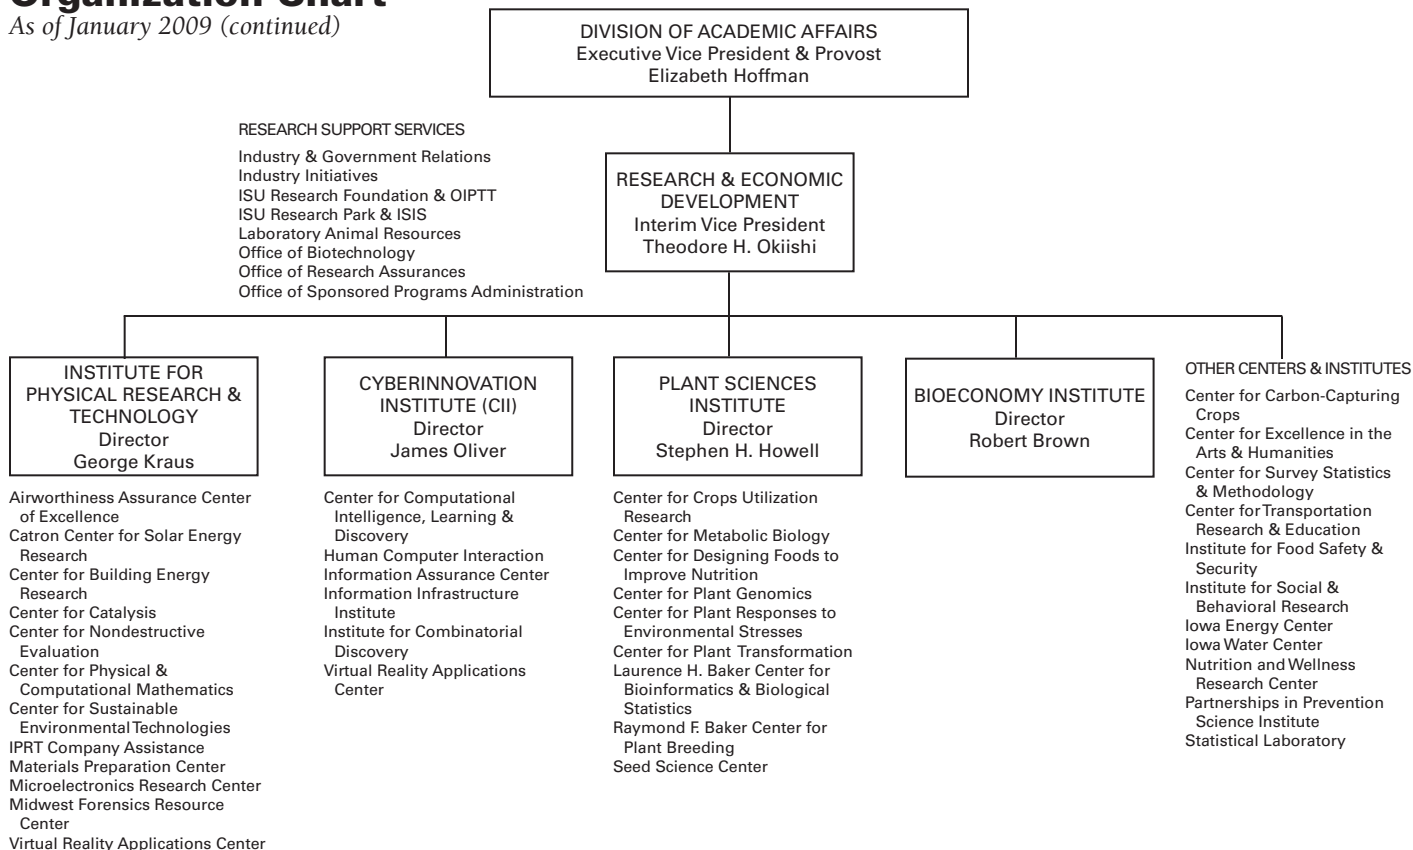 Organization Chart
As of January 2009 (continued)
DIVISION OF ACADEMIC AFFAIRS
Executive Vice President & Provost
Elizabeth Hoffman
RESEARCH SUPPORT SERVICES
Industry & Government Relations
Industry Initiatives
ISU Research Foundation & OIPTT
ISU Research Park & ISIS
Laboratory Animal Resources
Office of Biotechnology
Office of Research Assurances
Office of Sponsored Programs Administration
RESEARCH & ECONOMIC
DEVELOPMENT
Interim Vice President
Theodore H. Okiishi
INSTITUTE FOR
PHYSICAL RESEARCH &
TECHNOLOGY
Director
George Kraus
Airworthiness Assurance Center
of Excellence
Catron Center for Solar Energy
Research
Center for Building Energy
Research
Center for Catalysis
Center for Nondestructive
Evaluation
Center for Physical &
Computational Mathematics
Center for Sustainable
Environmental Technologies
IPRT Company Assistance
Materials Preparation Center
Microelectronics Research Center
Midwest Forensics Resource
Center
Virtual Reality Applications Center
CYBERINNOVATION
INSTITUTE (CII)
Director
James Oliver
Center for Computational
Intelligence, Learning &
Discovery
Human Computer Interaction
Information Assurance Center
Information Infrastructure
Institute
Institute for Combinatorial
Discovery
Virtual Reality Applications
Center
PLANT SCIENCES
INSTITUTE
Director
Stephen H. Howell
Center for Crops Utilization
Research
Center for Metabolic Biology
Center for Designing Foods to
Improve Nutrition
Center for Plant Genomics
Center for Plant Responses to
Environmental Stresses
Center for Plant Transformation
Laurence H. Baker Center for
Bioinformatics & Biological
Statistics
Raymond F. Baker Center for
Plant Breeding
Seed Science Center
BIOECONOMY INSTITUTE
Director
Robert Brown
OTHER CENTERS & INSTITUTES
Center for Carbon-Capturing
Crops
Center for Excellence in the
Arts & Humanities
Center for Survey Statistics
& Methodology
Center for Transportation
Research & Education
Institute for Food Safety &
Security
Institute for Social &
Behavioral Research
Iowa Energy Center
Iowa Water Center
Nutrition and Wellness
Research Center
Partnerships in Prevention
Science Institute
Statistical Laboratory